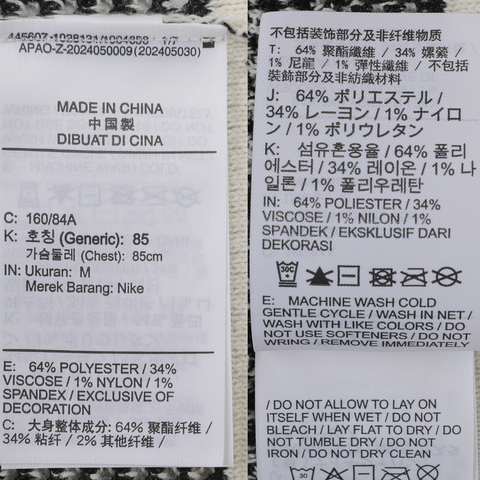 445607-1038131/1004858 1/7
APAO-Z-2024050009(202405030)
MADE IN CHINA
中国製
DIBUAT DI CINA
C: 160/84A
K: 호칭 (Generic): 85
가슴둘레 (Chest): 85cm
IN: Ukuran: M
Merek Barang: Nike
E: 64% POLYESTER / 34%
VISCOSE / 1% NYLON / 1%
SPANDEX / EXCLUSIVE OF
DECORATION
C: 大身整体成分: 64% 聚酯纤维 /
34% 粘纤 / 2% 其他纤维 /
不包括装饰部分及非纤维物质
T: 64% 聚酯纖維 / 34% 嫘縈 /
1% 尼龍 / 1% 彈性纖維 / 不包括
裝飾部分及非紡織材料
J: 64% ポリエステル /
34% レーヨン / 1% ナイロ
ン / 1% ポリウレタン
K: 섬유혼용율 / 64% 폴리
에스터 / 34% 레이온 / 1% 나
일론 / 1% 폴리우레탄
IN: 64% POLIESTER / 34%
VISCOSE / 1% NILON / 1%
SPANDEK / EKSKLUSIF DARI
DEKORASI
30C
E: MACHINE WASH COLD
GENTLE CYCLE / WASH IN NET /
WASH WITH LIKE COLORS / DO
NOT USE SOFTENERS / DO NOT
WRING / REMOVE IMMEDIATELY
/ DO NOT ALLOW TO LAY ON
ITSELF WHEN WET / DO NOT
BLEACH / LAY FLAT TO DRY / DO
NOT TUMBLE DRY / DO NOT
IRON / DO NOT DRY CLEAN